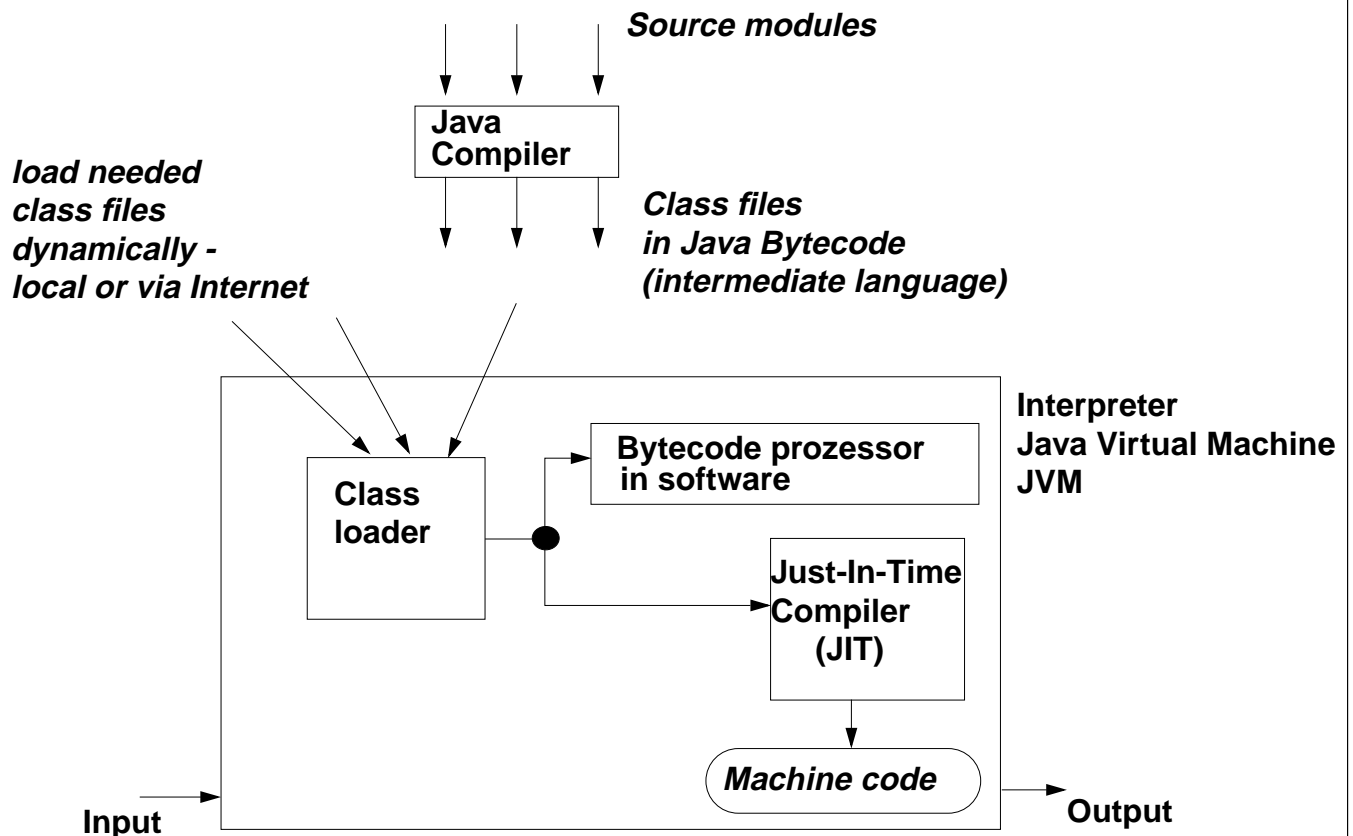 Source modules
Java
Compiler
load needed
class files
dynamically -
local or via Internet
Class files
in Java Bytecode
(intermediate language)
Interpreter
Java Virtual Machine
JVM
Bytecode prozessor
in software
Class
loader
Just-In-Time
Compiler
(JIT)
Machine code
Input
Output